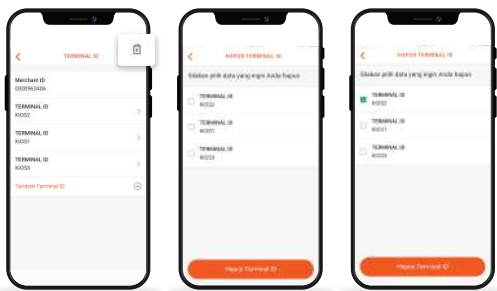 TERMINAL ID
Merchant ID
0000963406
TERMINAL ID
KIOS2
TERMINAL ID
KIOS1
TERMINAL ID
KIOS3
Tambah Terminal ID
HAPUS TERMINAL ID
Silakan pilih data yang ingin Anda hapus
TERMINAL ID
KIOS2
TERMINAL ID
KIOS1
TERMINAL ID
KIOS3
Hapus Terminal ID
HAPUS TERMINAL ID
Silakan pilih data yang ingin Anda hapus
TERMINAL ID
KIOS2
TERMINAL ID
KIOS1
TERMINAL ID
Hapus Terminal ID